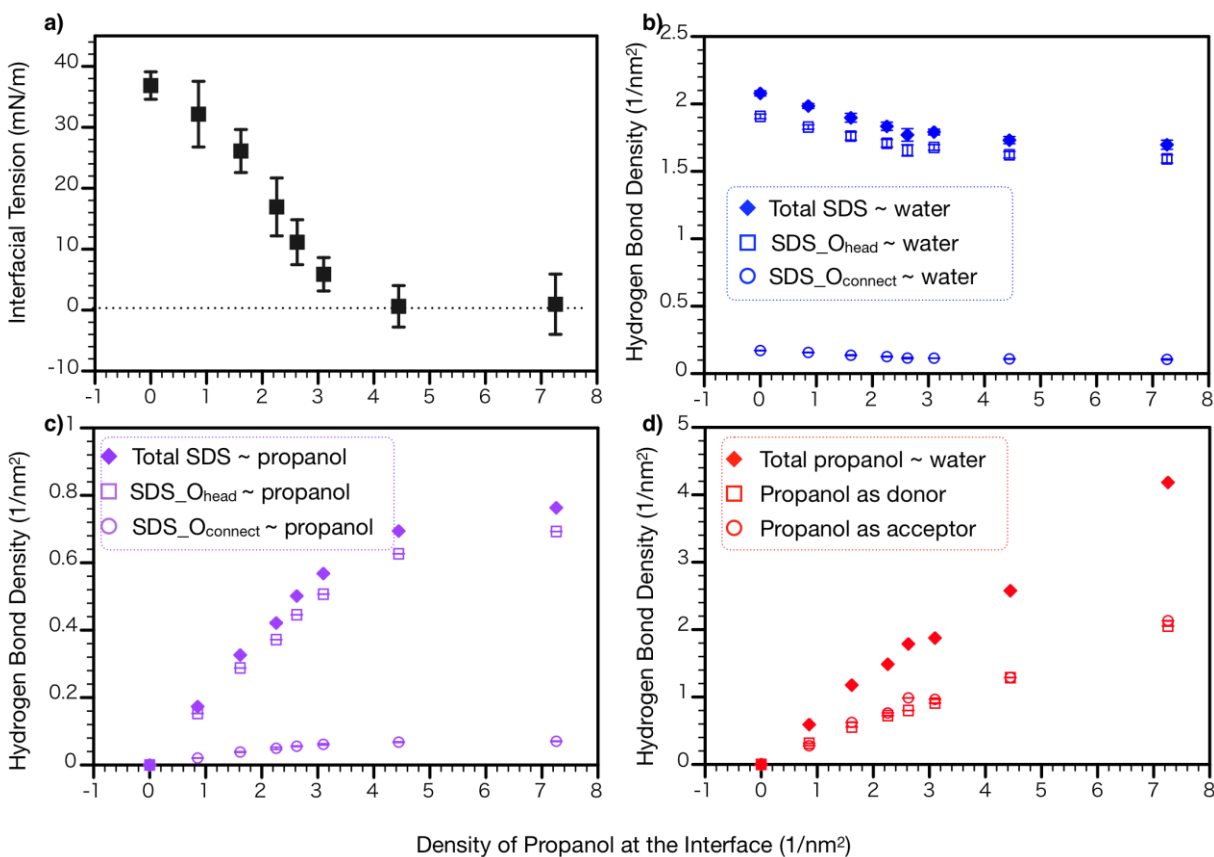 a)
Interfacial Tension (mN/m)
40
30
20
10
0
-10
-1 0 1 2 3 4 5 6 7 8
b)
Hydrogen Bond Density (1/nm²)
2.5
2
1.5
1
0.5
0
Total SDS ~ water
SDS_Ohead ~ water
SDS_Oconnect ~ water
-1 0 1 2 3 4 5 6 7 8
c)
Hydrogen Bond Density (1/nm²)
1
0.8
0.6
0.4
0.2
0
Total SDS ~ propanol
SDS_Ohead ~ propanol
SDS_Oconnect ~ propanol
-1 0 1 2 3 4 5 6 7 8
d)
Hydrogen Bond Density (1/nm²)
5
4
3
2
1
0
Total propanol ~ water
Propanol as donor
Propanol as acceptor
-1 0 1 2 3 4 5 6 7 8
Density of Propanol at the Interface (1/nm²)